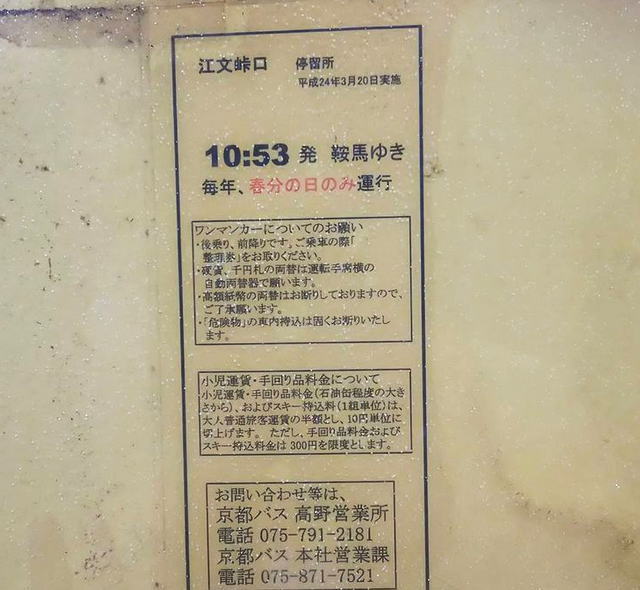 江文峠口 停留所
平成24年3月20日実施
10:53 発 鞍馬ゆき
毎年、春分の日のみ運行
ワンマンカーについてのお願い
・後乗り、前降りです。ご乗車の際「
整理券」をお取りください。
・硬貨、千円札の両替は運転手席横の
自動両替器で願います。
・高額紙幣の両替はお断りしておりますので、
ご了承願います。
・「危険物」の車内持込は固くお断りいたし
ます。
小児運賃・手回り品料金について
小児運賃・手回り品料金(石油缶程度の大き
さから)、およびスキー持込料(1組単位)は、
大人普通旅客運賃の半額とし、10円単位に
切上げます。 ただし、手回り品料金および
スキー持込料金は300円を限度とします。
お問い合わせ等は、
京都バス 高野営業所
電話 075-791-2181
京都バス 本社営業課
電話 075-871-7521